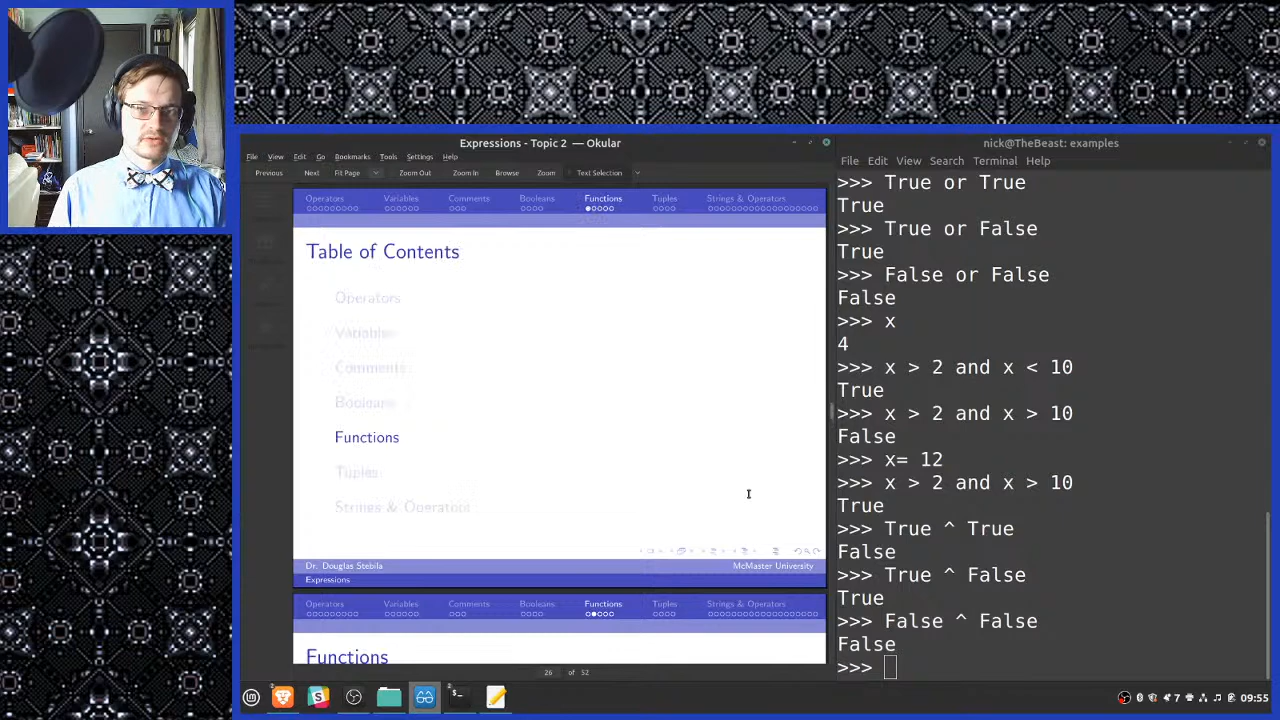 Expressions - Topic 2 — Okular
File View Edit Go Bookmarks Tools Settings Help
Previous Next Fit Page Zoom Out Zoom In Browse Zoom Text Selection
Operators Variables Comments Booleans Functions Tuples Strings & Operators
Table of Contents
Operators
Variables
Comments
Booleans
Functions
Tuples
Strings & Operators
Dr. Douglas Stebila McMaster University
Expressions
Operators Variables Comments Booleans Functions Tuples Strings & Operators
Functions
26 of 52
nick@TheBeast: examples
File Edit View Search Terminal Help
>>> True or True
True
>>> True or False
True
>>> False or False
False
>>> x
4
>>> x > 2 and x < 10
True
>>> x > 2 and x > 10
False
>>> x= 12
>>> x > 2 and x > 10
True
>>> True ^ True
False
>>> True ^ False
True
>>> False ^ False
False
>>>
7 09:55